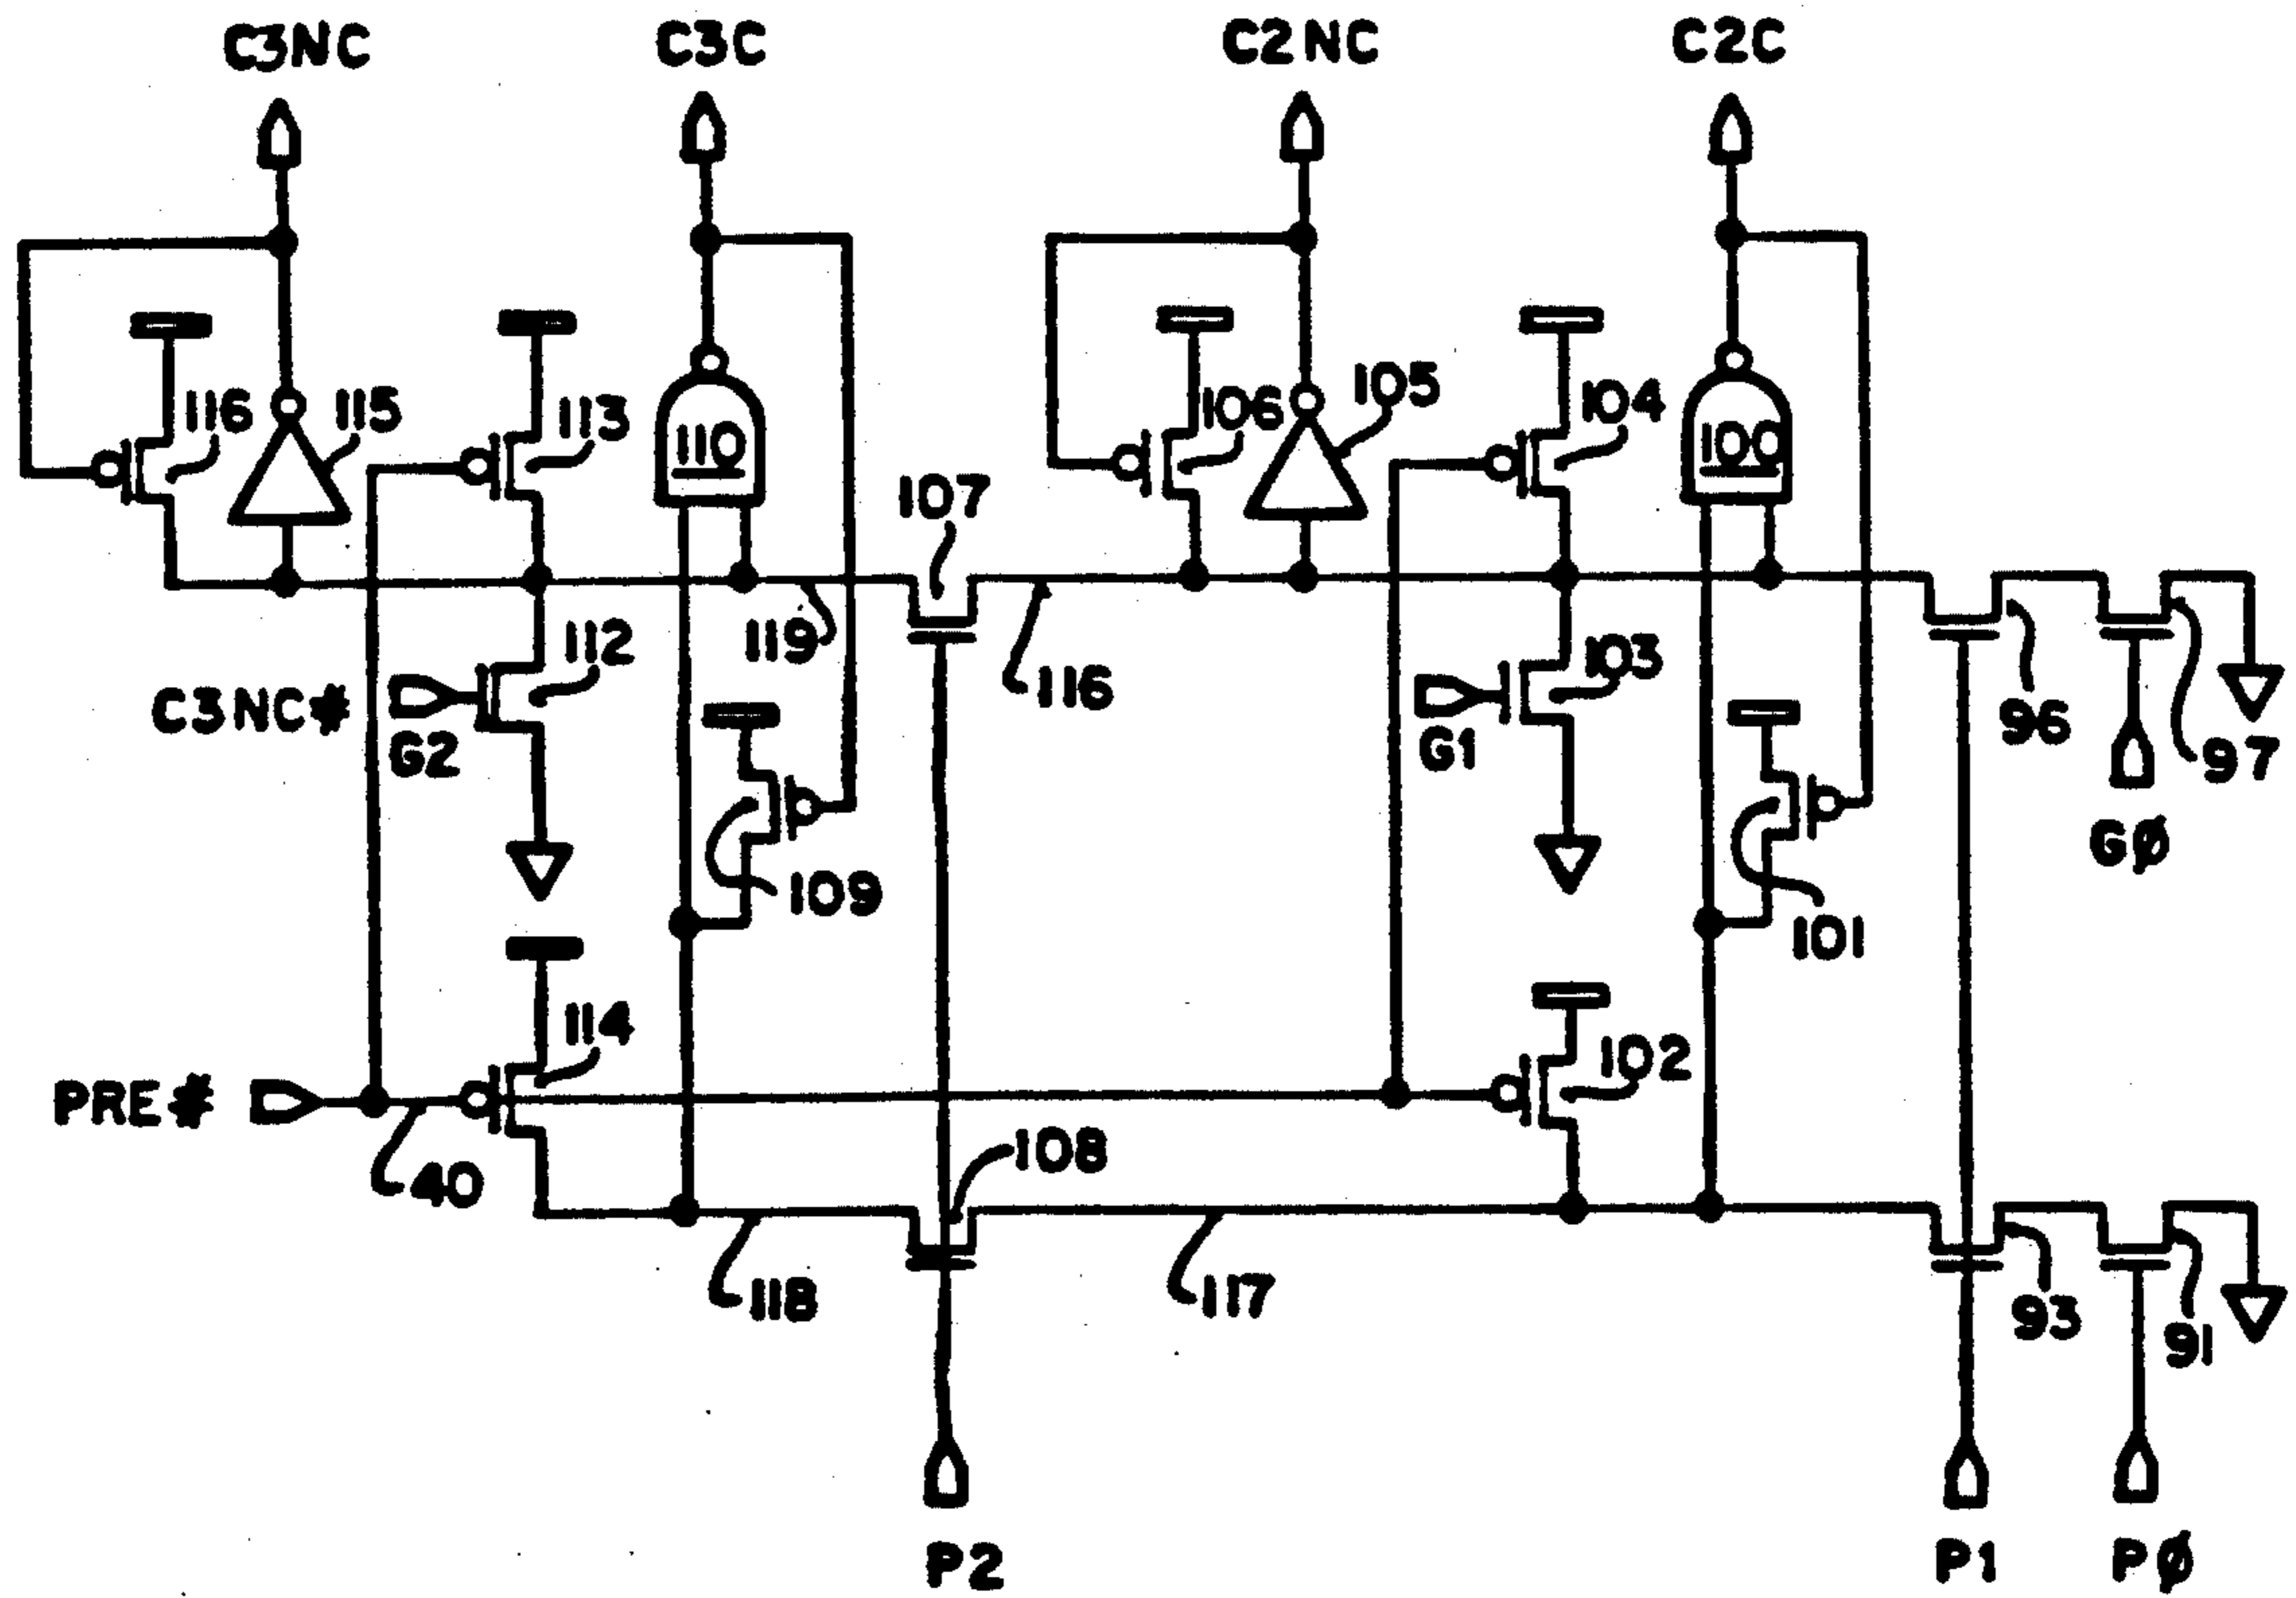 C3NC C3C C2NC C2C
116 115 113 110 106 105 104 100
107
119 112 116 103 96 97
C3NC# G2 G1 GØ
109 101
114 102
PRE# 40 108
118 117 93 91
P2 P1 PØ